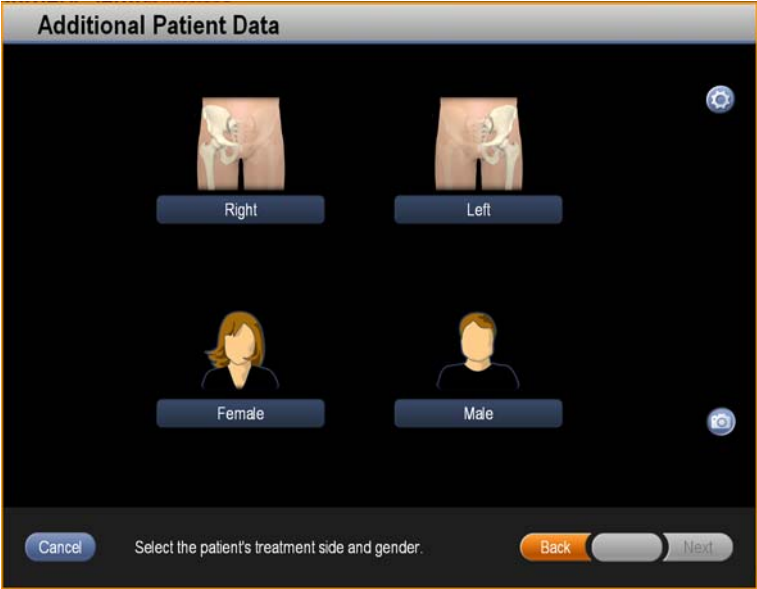 Additional Patient Data
Right
Left
Female
Male
Cancel
Select the patient's treatment side and gender.
Back
Next